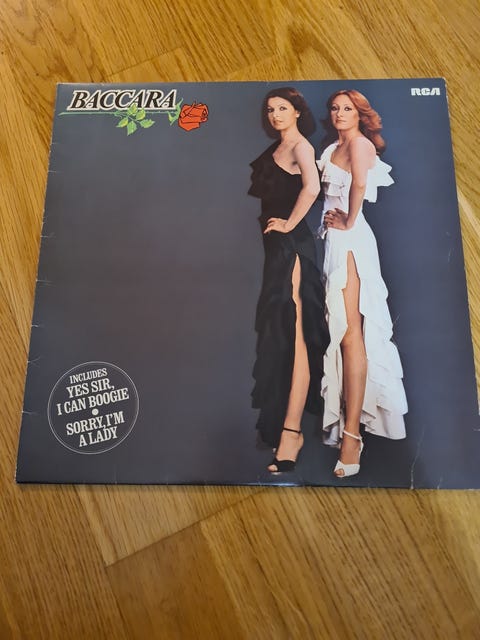 BACCARA
RCA
INCLUDES
YES SIR,
I CAN BOOGIE
•
SORRY, I'M
A LADY